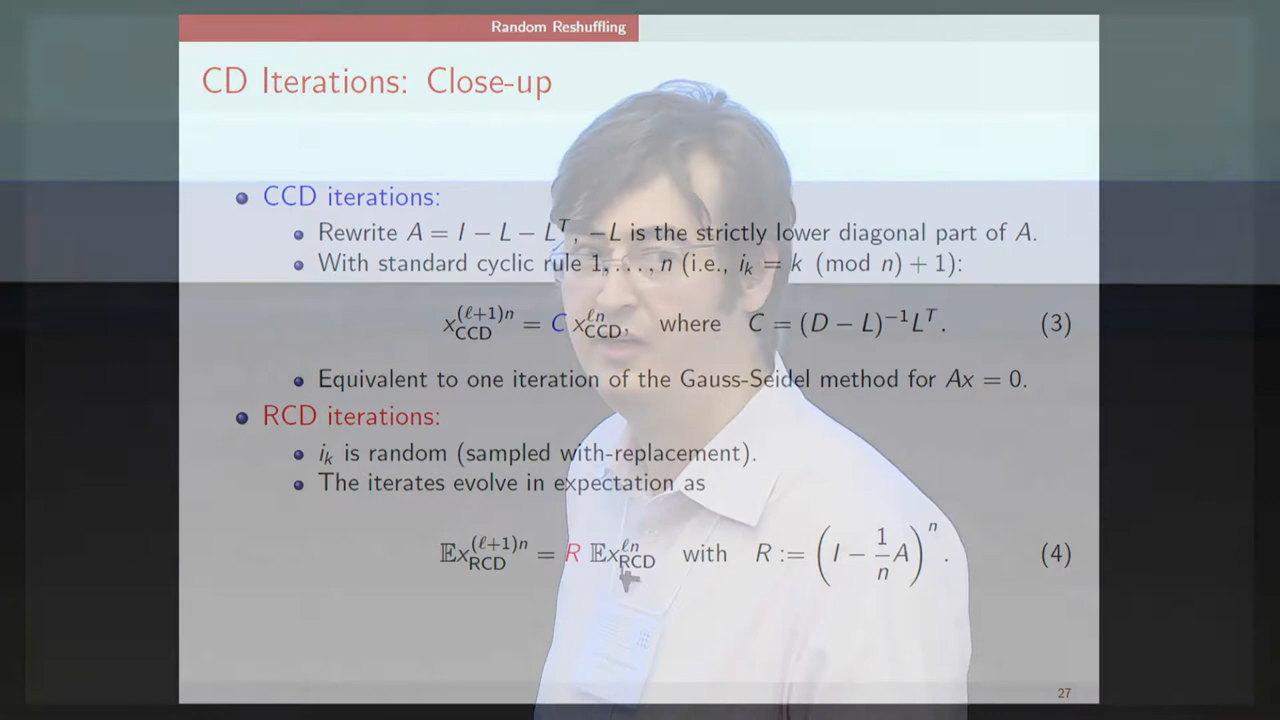 Random Reshuffling
CD Iterations: Close-up
CCD iterations:
Rewrite A = I − L − L^T, −L is the strictly lower diagonal part of A.
With standard cyclic rule 1, . . . , n (i.e., i_k = k (mod n) + 1):
x_CCD^{(ℓ+1)n} = C x_CCD^{ℓn}, where C = (D − L)^{−1}L^T. (3)
Equivalent to one iteration of the Gauss-Seidel method for Ax = 0.
RCD iterations:
i_k is random (sampled with-replacement).
The iterates evolve in expectation as
𝔼x_RCD^{(ℓ+1)n} = R 𝔼x_RCD^{ℓn} with R := (I − 1/n A)^n. (4)
27